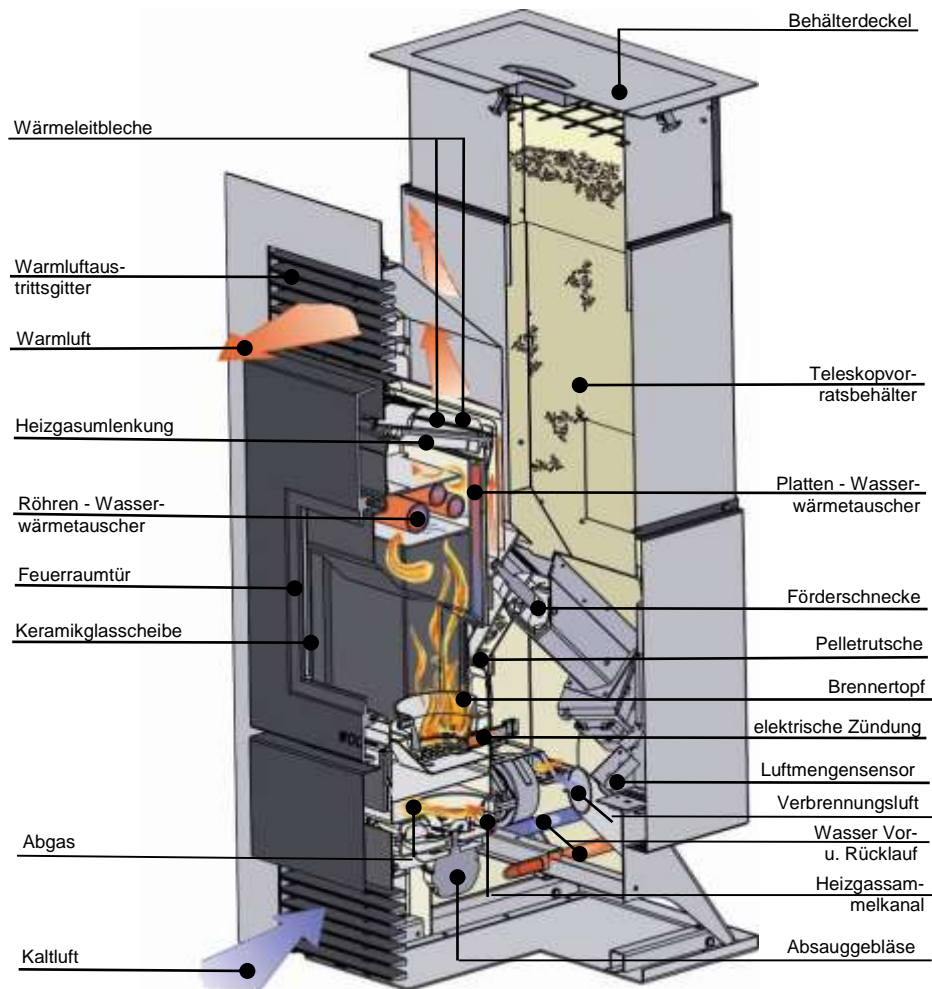 Behälterdeckel
Wärmeleitbleche
Warmluftaus-
trittsgitter
Warmluft
Heizgasumlenkung
Röhren - Wasser-
wärmetauscher
Feuerraumtür
Keramikglasscheibe
Abgas
Kaltluft
Teleskopvor-
ratsbehälter
Platten - Wasser-
wärmetauscher
Förderschnecke
Pelletrutsche
Brennertopf
elektrische Zündung
Luftmengensensor
Verbrennungsluft
Wasser Vor-
u. Rücklauf
Heizgassam-
melkanal
Absauggebläse